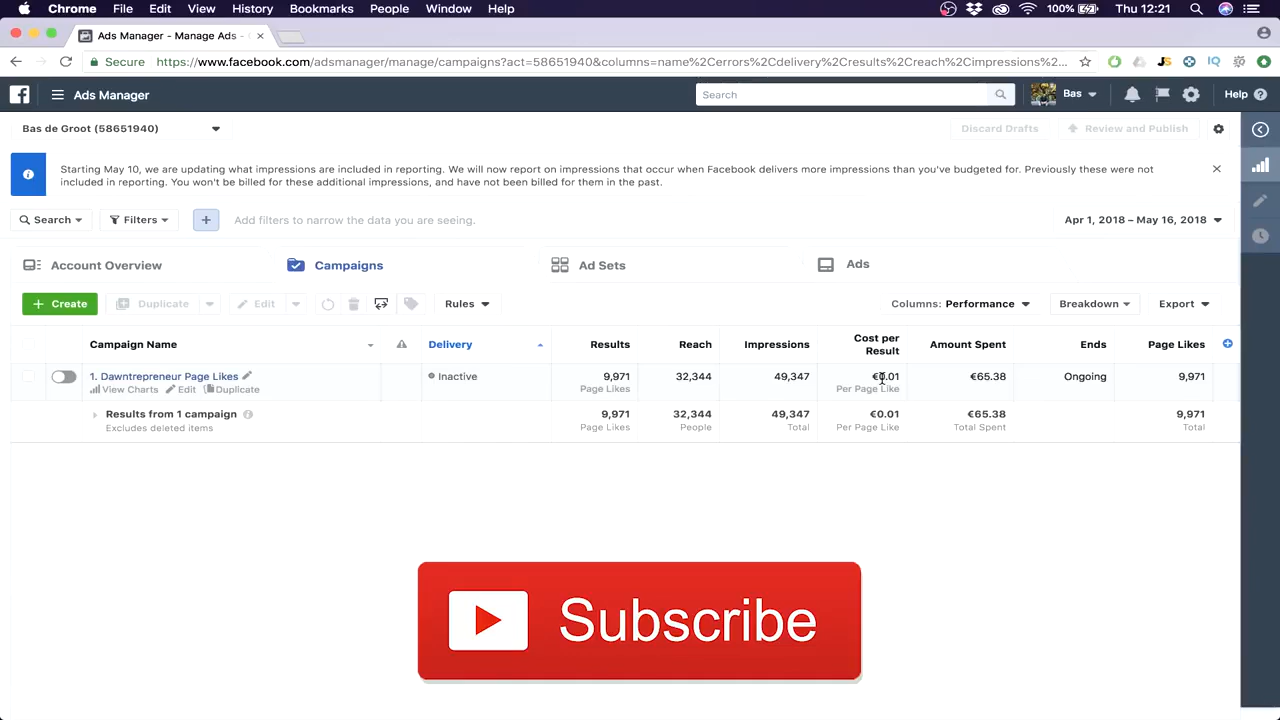 Chrome File Edit View History Bookmarks People Window Help 100% Thu 12:21
Ads Manager - Manage Ads -
Secure https://www.facebook.com/adsmanager/manage/campaigns?act=58651940&columns=name%2Cerrors%2Cdelivery%2Cresults%2Creach%2Cimpressions%2C...
Ads Manager Search Bas Help
Bas de Groot (58651940) Discard Drafts Review and Publish
Starting May 10, we are updating what impressions are included in reporting. We will now report on impressions that occur when Facebook delivers more impressions than you've budgeted for. Previously these were not
included in reporting. You won't be billed for these additional impressions, and have not been billed for them in the past.
Search Filters + Add filters to narrow the data you are seeing. Apr 1, 2018 – May 16, 2018
Account Overview Campaigns Ad Sets Ads
+ Create Duplicate Edit Rules Columns: Performance Breakdown Export
Campaign Name Delivery Results Reach Impressions Cost per Result Amount Spent Ends Page Likes
1. Dawntrepreneur Page Likes Inactive 9,971 32,344 49,347 €0.01 €65.38 Ongoing 9,971
View Charts Edit Duplicate Page Likes Per Page Like
Results from 1 campaign 9,971 32,344 49,347 €0.01 €65.38 9,971
Excludes deleted items Page Likes People Total Per Page Like Total Spent Total
Subscribe